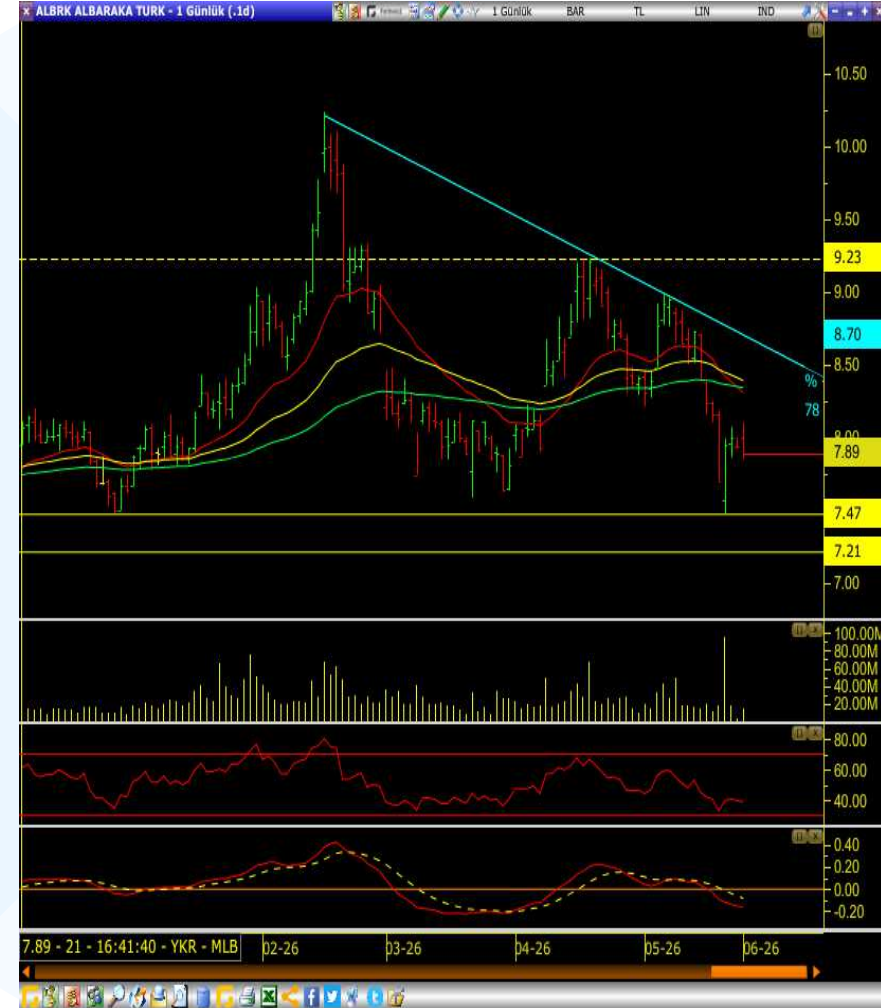 ALBRK ALBARAKA TURK - 1 Günlük (.1d)
1 Günlük BAR TL LIN IND
10.50
10.00
9.50
9.23
9.00
8.70
8.50
%
78
8.00
7.89
7.47
7.21
7.00
100.00M
80.00M
60.00M
40.00M
20.00M
80.00
60.00
40.00
0.40
0.20
0.00
-0.20
7.89 - 21 - 16:41:40 - YKR - MLB
02-26 03-26 04-26 05-26 06-26